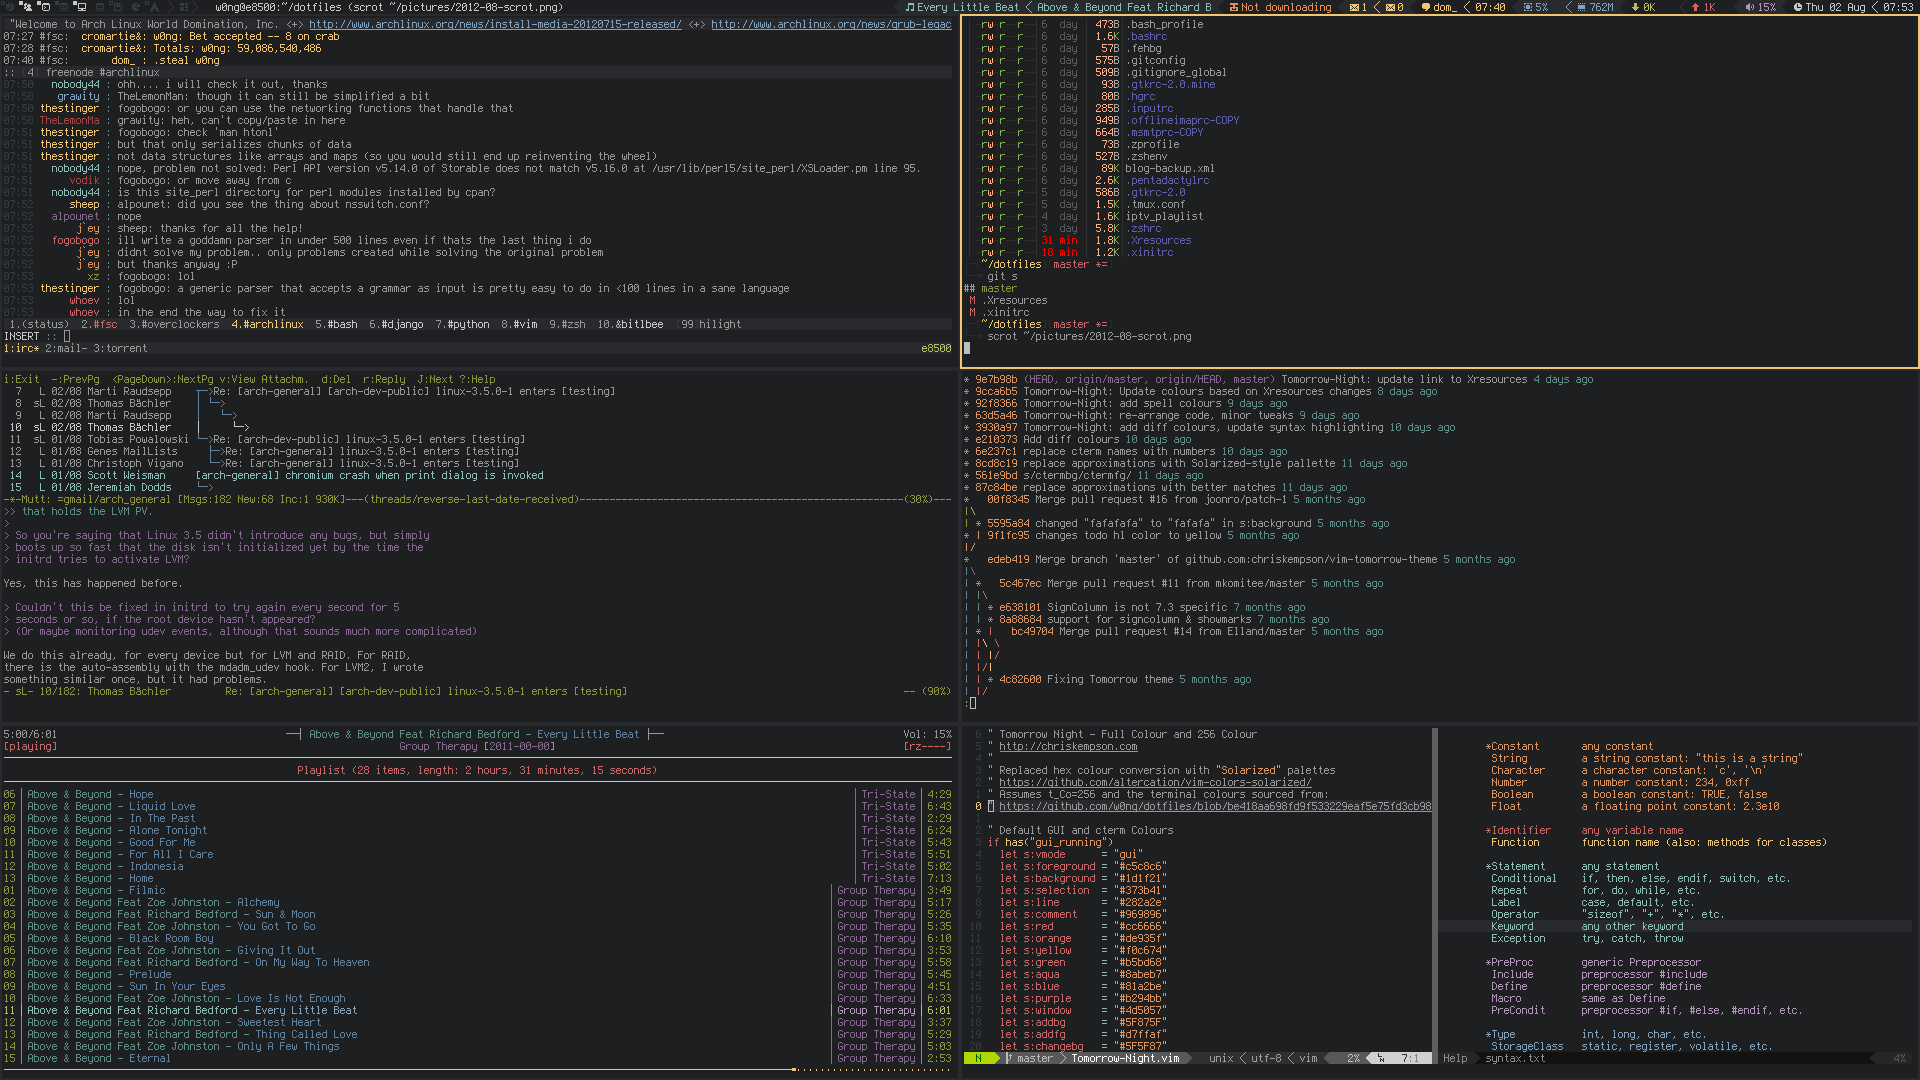 w0ng@e8500:~/dotfiles (scrot ~/pictures/2012-08-scrot.png)
Every Little Beat < Above & Beyond Feat Richard B
Not downloading
1 < 0
dom_ < 07:40
5% < 762M
0K
1K
15%
Thu 02 Aug < 07:53
"Welcome to Arch Linux World Domination, Inc. <+> http://www.archlinux.org/news/install-media-20120715-released/ <+> http://www.archlinux.org/news/grub-legac
07:27 #fsc: cromartie&: w0ng: Bet accepted -- 8 on crab
07:28 #fsc: cromartie&: Totals: w0ng: 59,086,540,486
07:40 #fsc: dom_ : .steal w0ng
:: [4] freenode #archlinux
07:50 nobody44 : ohh.... i will check it out, thanks
07:50 grawity : TheLemonMan: though it can still be simplified a bit
07:50 thestinger : fogobogo: or you can use the networking functions that handle that
07:50 TheLemonMa : grawity: heh, can't copy/paste in here
07:51 thestinger : fogobogo: check 'man htonl'
07:51 thestinger : but that only serializes chunks of data
07:51 thestinger : not data structures like arrays and maps (so you would still end up reinventing the wheel)
07:51 nobody44 : nope, problem not solved: Perl API version v5.14.0 of Storable does not match v5.16.0 at /usr/lib/perl5/site_perl/XSLoader.pm line 95.
07:51 vodik : fogobogo: or move away from c
07:52 nobody44 : is this site_perl directory for perl modules installed by cpan?
07:52 sheep : alpounet: did you see the thing about nsswitch.conf?
07:52 alpounet : nope
07:52 j`ey : sheep: thanks for all the help!
07:52 fogobogo : ill write a goddamn parser in under 500 lines even if thats the last thing i do
07:52 j`ey : didnt solve my problem.. only problems created while solving the original problem
07:52 j`ey : but thanks anyway :P
07:53 xz : fogobogo: lol
07:53 thestinger : fogobogo: a generic parser that accepts a grammar as input is pretty easy to do in <100 lines in a sane language
07:53 whoev : lol
07:53 whoev : in the end the way to fix it
1.(status) 2.#fsc 3.#overclockers 4.#archlinux 5.#bash 6.#django 7.#python 8.#vim 9.#zsh 10.&bitlbee [99]hilight
INSERT ::
1:irc* 2:mail- 3:torrent e8500
rw-r--r-- 6 day 473B .bash_profile
rw-r--r-- 6 day 1.6K .bashrc
rw-r--r-- 6 day 57B .fehbg
rw-r--r-- 6 day 575B .gitconfig
rw-r--r-- 6 day 509B .gitignore_global
rw-r--r-- 6 day 93B .gtkrc-2.0.mine
rw-r--r-- 6 day 80B .hgrc
rw-r--r-- 6 day 285B .inputrc
rw-r--r-- 6 day 949B .offlineimaprc-COPY
rw-r--r-- 6 day 664B .msmtprc-COPY
rw-r--r-- 6 day 73B .zprofile
rw-r--r-- 6 day 527B .zshenv
rw-r--r-- 6 day 89K blog-backup.xml
rw-r--r-- 6 day 2.6K .pentadactylrc
rw-r--r-- 5 day 586B .gtkrc-2.0
rw-r--r-- 5 day 1.5K .tmux.conf
rw-r--r-- 4 day 1.6K iptv_playlist
rw-r--r-- 3 day 5.8K .zshrc
rw-r--r-- 31 min 1.8K .Xresources
rw-r--r-- 10 min 1.2K .xinitrc
~/dotfiles master *=
git s
## master
M .Xresources
M .xinitrc
~/dotfiles master *=
scrot ~/pictures/2012-08-scrot.png
i:Exit -:PrevPg <PageDown>:NextPg v:View Attachm. d:Del r:Reply J:Next ?:Help
7 L 02/08 Marti Raudsepp ┬─>Re: [arch-general] [arch-dev-public] linux-3.5.0-1 enters [testing]
8 sL 02/08 Thomas Bächler │ └─>
9 L 02/08 Marti Raudsepp │ └─>
10 sL 02/08 Thomas Bächler │ └─>
11 sL 01/08 Tobias Powalowski └─>Re: [arch-dev-public] linux-3.5.0-1 enters [testing]
12 L 01/08 Genes MailLists ├─>Re: [arch-general] linux-3.5.0-1 enters [testing]
13 L 01/08 Christoph Vigano └─>Re: [arch-general] linux-3.5.0-1 enters [testing]
14 L 01/08 Scott Weisman [arch-general] chromium crash when print dialog is invoked
15 L 01/08 Jeremiah Dodds └─>
-*-Mutt: =gmail/arch_general [Msgs:182 New:68 Inc:1 930K]---(threads/reverse-last-date-received)---(30%)---
>> that holds the LVM PV.
>
> So you're saying that Linux 3.5 didn't introduce any bugs, but simply
> boots up so fast that the disk isn't initialized yet by the time the
> initrd tries to activate LVM?
Yes, this has happened before.
> Couldn't this be fixed in initrd to try again every second for 5
> seconds or so, if the root device hasn't appeared?
> (Or maybe monitoring udev events, although that sounds much more complicated)
We do this already, for every device but for LVM and RAID. For RAID,
there is the auto-assembly with the mdadm_udev hook. For LVM2, I wrote
something similar once, but it had problems.
- sL- 10/182: Thomas Bächler Re: [arch-general] [arch-dev-public] linux-3.5.0-1 enters [testing] -- (90%)
* 9e7b98b (HEAD, origin/master, origin/HEAD, master) Tomorrow-Night: update link to Xresources 4 days ago
* 9cca6b5 Tomorrow-Night: Update colours based on Xresources changes 8 days ago
* 92f8366 Tomorrow-Night: add spell colours 9 days ago
* 63d5a46 Tomorrow-Night: re-arrange code, minor tweaks 9 days ago
* 3930a97 Tomorrow-Night: add diff colours, update syntax highlighting 10 days ago
* e210373 Add diff colours 10 days ago
* 6e237c1 replace cterm names with numbers 10 days ago
* 8cd8c19 replace approximations with Solarized-style pallette 11 days ago
* 561e9bd s/ctermbg/ctermfg/ 11 days ago
* 87c84be replace approximations with better matches 11 days ago
* 00f8345 Merge pull request #16 from joonro/patch-1 5 months ago
|\
| * 5595a84 changed "fafafafa" to "fafafa" in s:background 5 months ago
* | 9f1fc95 changes todo hl color to yellow 5 months ago
|/
* edeb419 Merge branch 'master' of github.com:chriskempson/vim-tomorrow-theme 5 months ago
|\
| * 5c467ec Merge pull request #11 from mkomitee/master 5 months ago
| |\
| | * e638101 SignColumn is not 7.3 specific 7 months ago
| | * 8a88684 support for signcolumn & showmarks 7 months ago
| * | bc49704 Merge pull request #14 from Elland/master 5 months ago
| |\ \
| | |/
| |/|
| | * 4c82600 Fixing Tomorrow theme 5 months ago
| |/
:
5:00/6:01 ─┤ Above & Beyond Feat Richard Bedford - Every Little Beat ├─ Vol: 15%
[playing] Group Therapy [2011-00-00] [rz----]
Playlist (28 items, length: 2 hours, 31 minutes, 15 seconds)
06 Above & Beyond - Hope Tri-State 4:29
07 Above & Beyond - Liquid Love Tri-State 6:43
08 Above & Beyond - In The Past Tri-State 2:29
09 Above & Beyond - Alone Tonight Tri-State 6:24
10 Above & Beyond - Good For Me Tri-State 5:43
11 Above & Beyond - For All I Care Tri-State 5:51
12 Above & Beyond - Indonesia Tri-State 5:02
13 Above & Beyond - Home Tri-State 7:13
01 Above & Beyond - Filmic Group Therapy 3:49
02 Above & Beyond Feat Zoe Johnston - Alchemy Group Therapy 5:17
03 Above & Beyond Feat Richard Bedford - Sun & Moon Group Therapy 5:26
04 Above & Beyond Feat Zoe Johnston - You Got To Go Group Therapy 5:35
05 Above & Beyond - Black Room Boy Group Therapy 6:10
06 Above & Beyond Feat Zoe Johnston - Giving It Out Group Therapy 3:53
07 Above & Beyond Feat Richard Bedford - On My Way To Heaven Group Therapy 5:58
08 Above & Beyond - Prelude Group Therapy 5:45
09 Above & Beyond - Sun In Your Eyes Group Therapy 4:51
10 Above & Beyond Feat Zoe Johnston - Love Is Not Enough Group Therapy 6:33
11 Above & Beyond Feat Richard Bedford - Every Little Beat Group Therapy 6:01
12 Above & Beyond Feat Zoe Johnston - Sweetest Heart Group Therapy 3:37
13 Above & Beyond Feat Richard Bedford - Thing Called Love Group Therapy 5:29
14 Above & Beyond Feat Zoe Johnston - Only A Few Things Group Therapy 5:03
15 Above & Beyond - Eternal Group Therapy 2:53
6 " Tomorrow Night - Full Colour and 256 Colour
5 " http://chriskempson.com
4 "
3 " Replaced hex colour conversion with "Solarized" palettes
2 " https://github.com/altercation/vim-colors-solarized/
1 " Assumes t_Co=256 and the terminal colours sourced from:
0 " https://github.com/w0ng/dotfiles/blob/be418aa698fd9f533229eaf5e75fd3cb98
1
2 " Default GUI and cterm Colours
3 if has("gui_running")
4 let s:vmode = "gui"
5 let s:foreground = "#c5c8c6"
6 let s:background = "#1d1f21"
7 let s:selection = "#373b41"
8 let s:line = "#282a2e"
9 let s:comment = "#969896"
10 let s:red = "#cc6666"
11 let s:orange = "#de935f"
12 let s:yellow = "#f0c674"
13 let s:green = "#b5bd68"
14 let s:aqua = "#8abeb7"
15 let s:blue = "#81a2be"
16 let s:purple = "#b294bb"
17 let s:window = "#4d5057"
18 let s:addbg = "#5F875F"
19 let s:addfg = "#d7ffaf"
20 let s:changebg = "#5F5F87"
N master Tomorrow-Night.vim unix < utf-8 < vim 2% 7:1
*Constant any constant
String a string constant: "this is a string"
Character a character constant: 'c', '\n'
Number a number constant: 234, 0xff
Boolean a boolean constant: TRUE, false
Float a floating point constant: 2.3e10
*Identifier any variable name
Function function name (also: methods for classes)
*Statement any statement
Conditional if, then, else, endif, switch, etc.
Repeat for, do, while, etc.
Label case, default, etc.
Operator "sizeof", "+", "*", etc.
Keyword any other keyword
Exception try, catch, throw
*PreProc generic Preprocessor
Include preprocessor #include
Define preprocessor #define
Macro same as Define
PreCondit preprocessor #if, #else, #endif, etc.
*Type int, long, char, etc.
StorageClass static, register, volatile, etc.
Help syntax.txt 4%